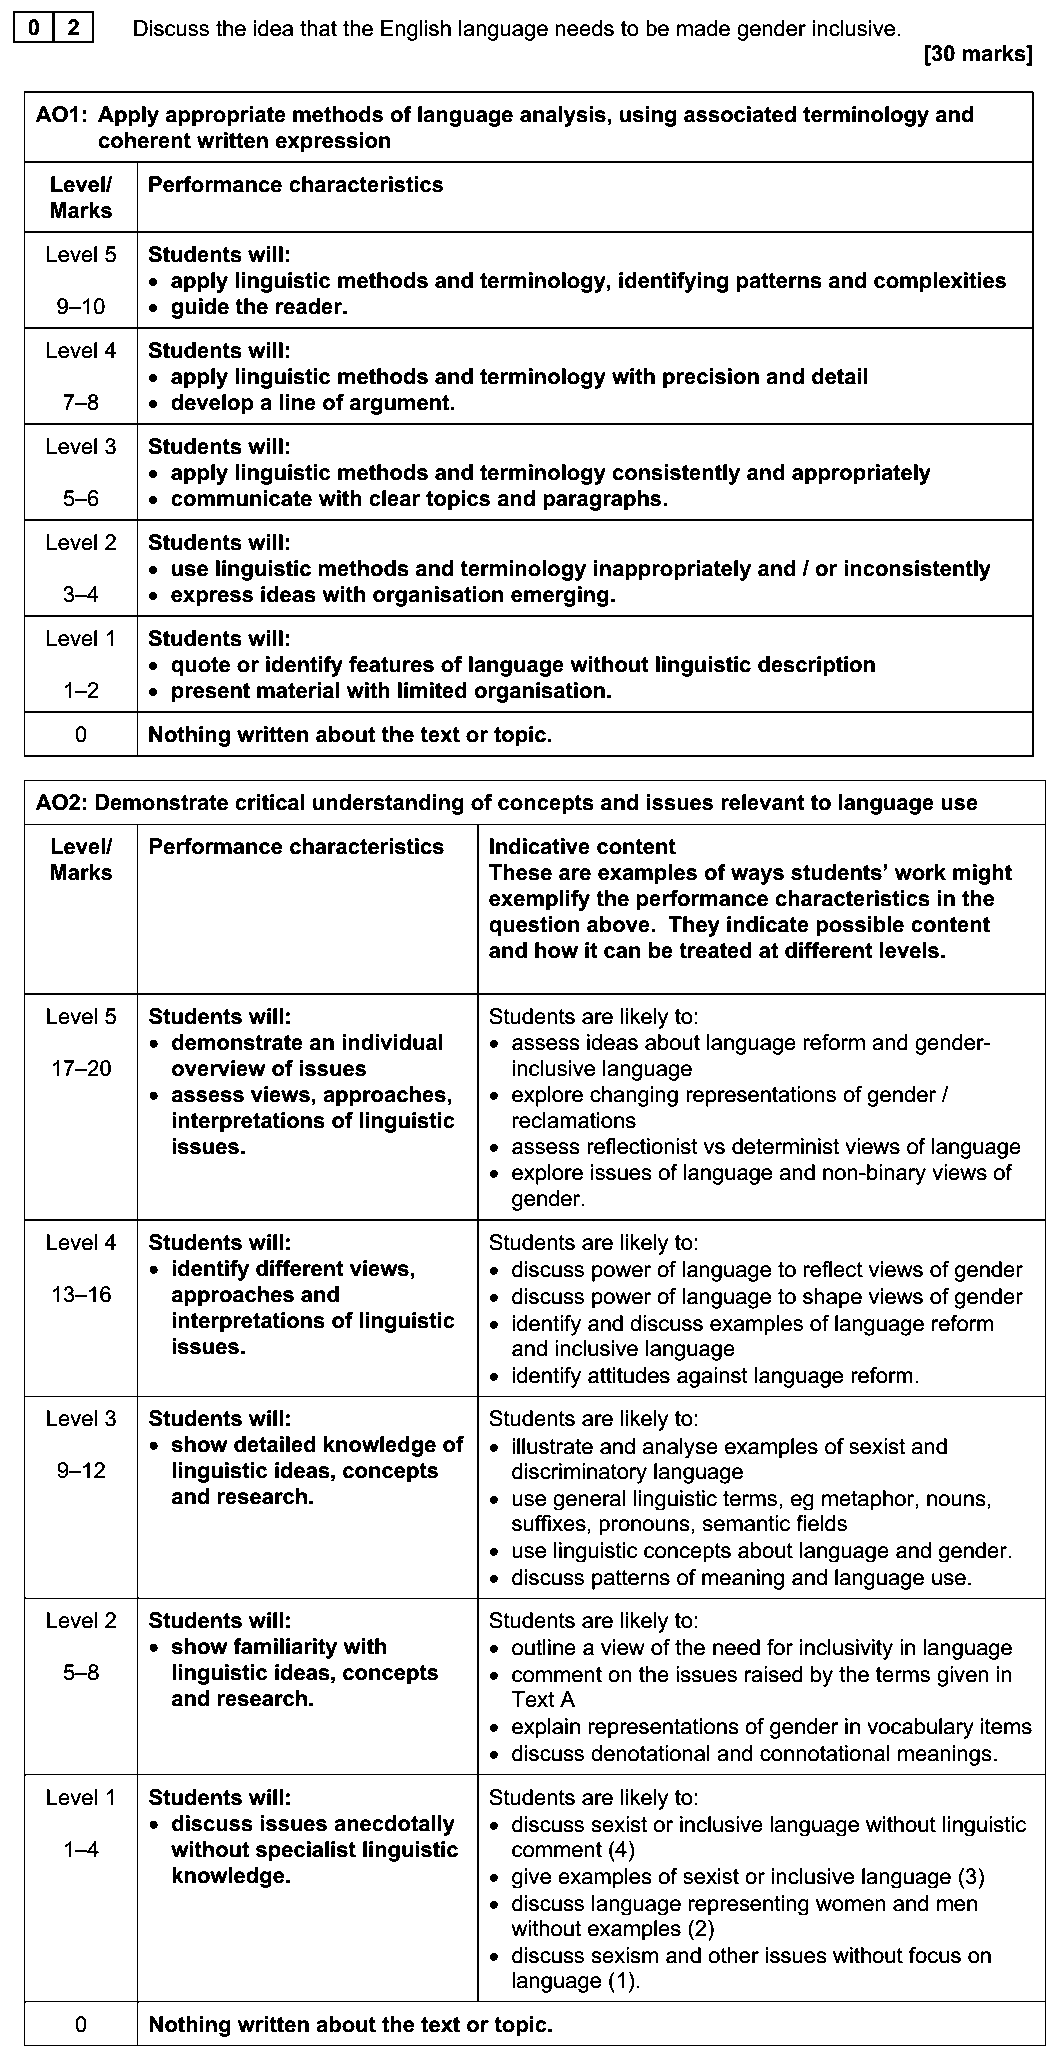 0 2 Discuss the idea that the English language needs to be made gender inclusive.
[30 marks]
AO1: Apply appropriate methods of language analysis, using associated terminology and
coherent written expression
Level/ Performance characteristics
Marks
Level 5 Students will:
• apply linguistic methods and terminology, identifying patterns and complexities
9–10 • guide the reader.
Level 4 Students will:
• apply linguistic methods and terminology with precision and detail
7–8 • develop a line of argument.
Level 3 Students will:
• apply linguistic methods and terminology consistently and appropriately
5–6 • communicate with clear topics and paragraphs.
Level 2 Students will:
• use linguistic methods and terminology inappropriately and / or inconsistently
3–4 • express ideas with organisation emerging.
Level 1 Students will:
• quote or identify features of language without linguistic description
1–2 • present material with limited organisation.
0 Nothing written about the text or topic.
AO2: Demonstrate critical understanding of concepts and issues relevant to language use
Level/
Marks
Performance characteristics
Indicative content
These are examples of ways students' work might
exemplify the performance characteristics in the
question above. They indicate possible content
and how it can be treated at different levels.
Level 5
17–20
Students will:
• demonstrate an individual
overview of issues
• assess views, approaches,
interpretations of linguistic
issues.
Students are likely to:
• assess ideas about language reform and gender-
inclusive language
• explore changing representations of gender /
reclamations
• assess reflectionist vs determinist views of language
• explore issues of language and non-binary views of
gender.
Level 4
13–16
Students will:
• identify different views,
approaches and
interpretations of linguistic
issues.
Students are likely to:
• discuss power of language to reflect views of gender
• discuss power of language to shape views of gender
• identify and discuss examples of language reform
and inclusive language
• identify attitudes against language reform.
Level 3
9–12
Students will:
• show detailed knowledge of
linguistic ideas, concepts
and research.
Students are likely to:
• illustrate and analyse examples of sexist and
discriminatory language
• use general linguistic terms, eg metaphor, nouns,
suffixes, pronouns, semantic fields
• use linguistic concepts about language and gender.
• discuss patterns of meaning and language use.
Level 2
5–8
Students will:
• show familiarity with
linguistic ideas, concepts
and research.
Students are likely to:
• outline a view of the need for inclusivity in language
• comment on the issues raised by the terms given in
Text A
• explain representations of gender in vocabulary items
• discuss denotational and connotational meanings.
Level 1
1–4
Students will:
• discuss issues anecdotally
without specialist linguistic
knowledge.
Students are likely to:
• discuss sexist or inclusive language without linguistic
comment (4)
• give examples of sexist or inclusive language (3)
• discuss language representing women and men
without examples (2)
• discuss sexism and other issues without focus on
language (1).
0 Nothing written about the text or topic.